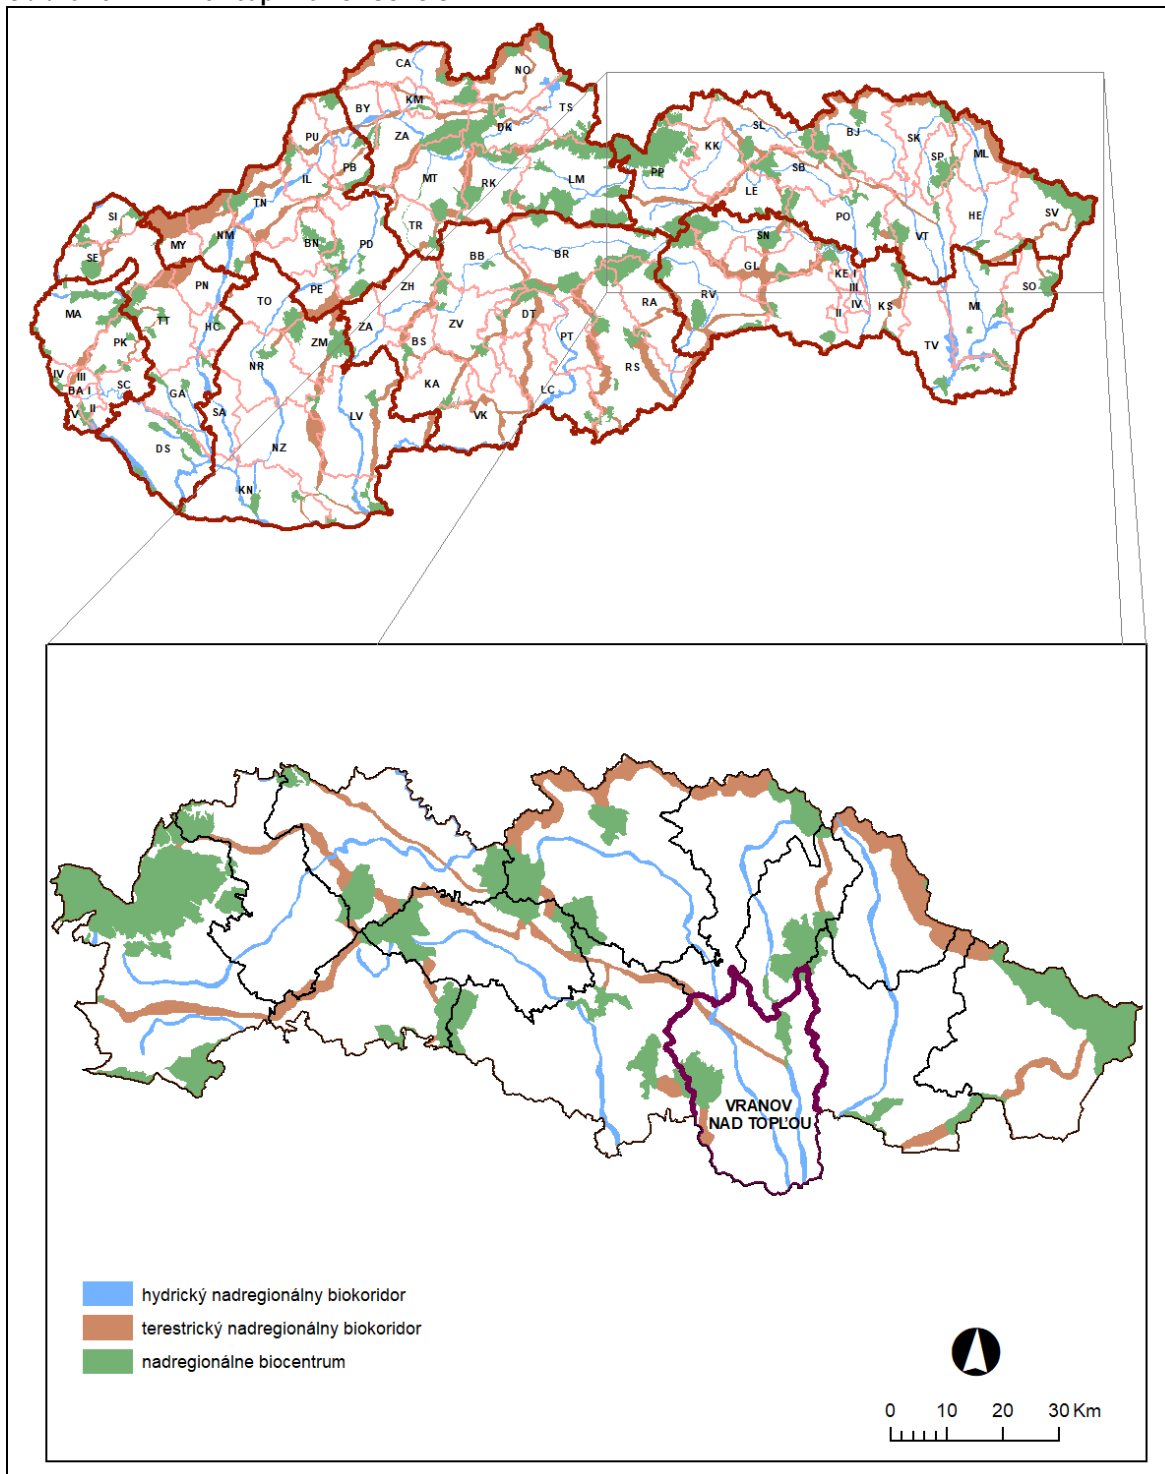 CA
NO
BY
KM
TS
PU
ZA
DK
SL
BJ
SK
KK
SP
ML
PB
IL
MT
RK
LM
PP
SB
LE
TN
SI
TR
PO
HE
SV
MY
NM
BN
PD
SN
VT
SE
BB
BR
GL
KE I
PN
ZH
III
SO
MA
TO
PE
RA
RV
IV
KS
MI
TT
HC
ZA
ZV
DT
II
PK
ZM
BS
PT
TV
IV
III
NR
RS
BA I
SC
GA
KA
LC
V
II
SA
LV
VK
DS
NZ
KN
VRANOV
NAD TOPĽOU
hydrický nadregionálny biokoridor
terestrický nadregionálny biokoridor
nadregionálne biocentrum
0 10 20 30 Km